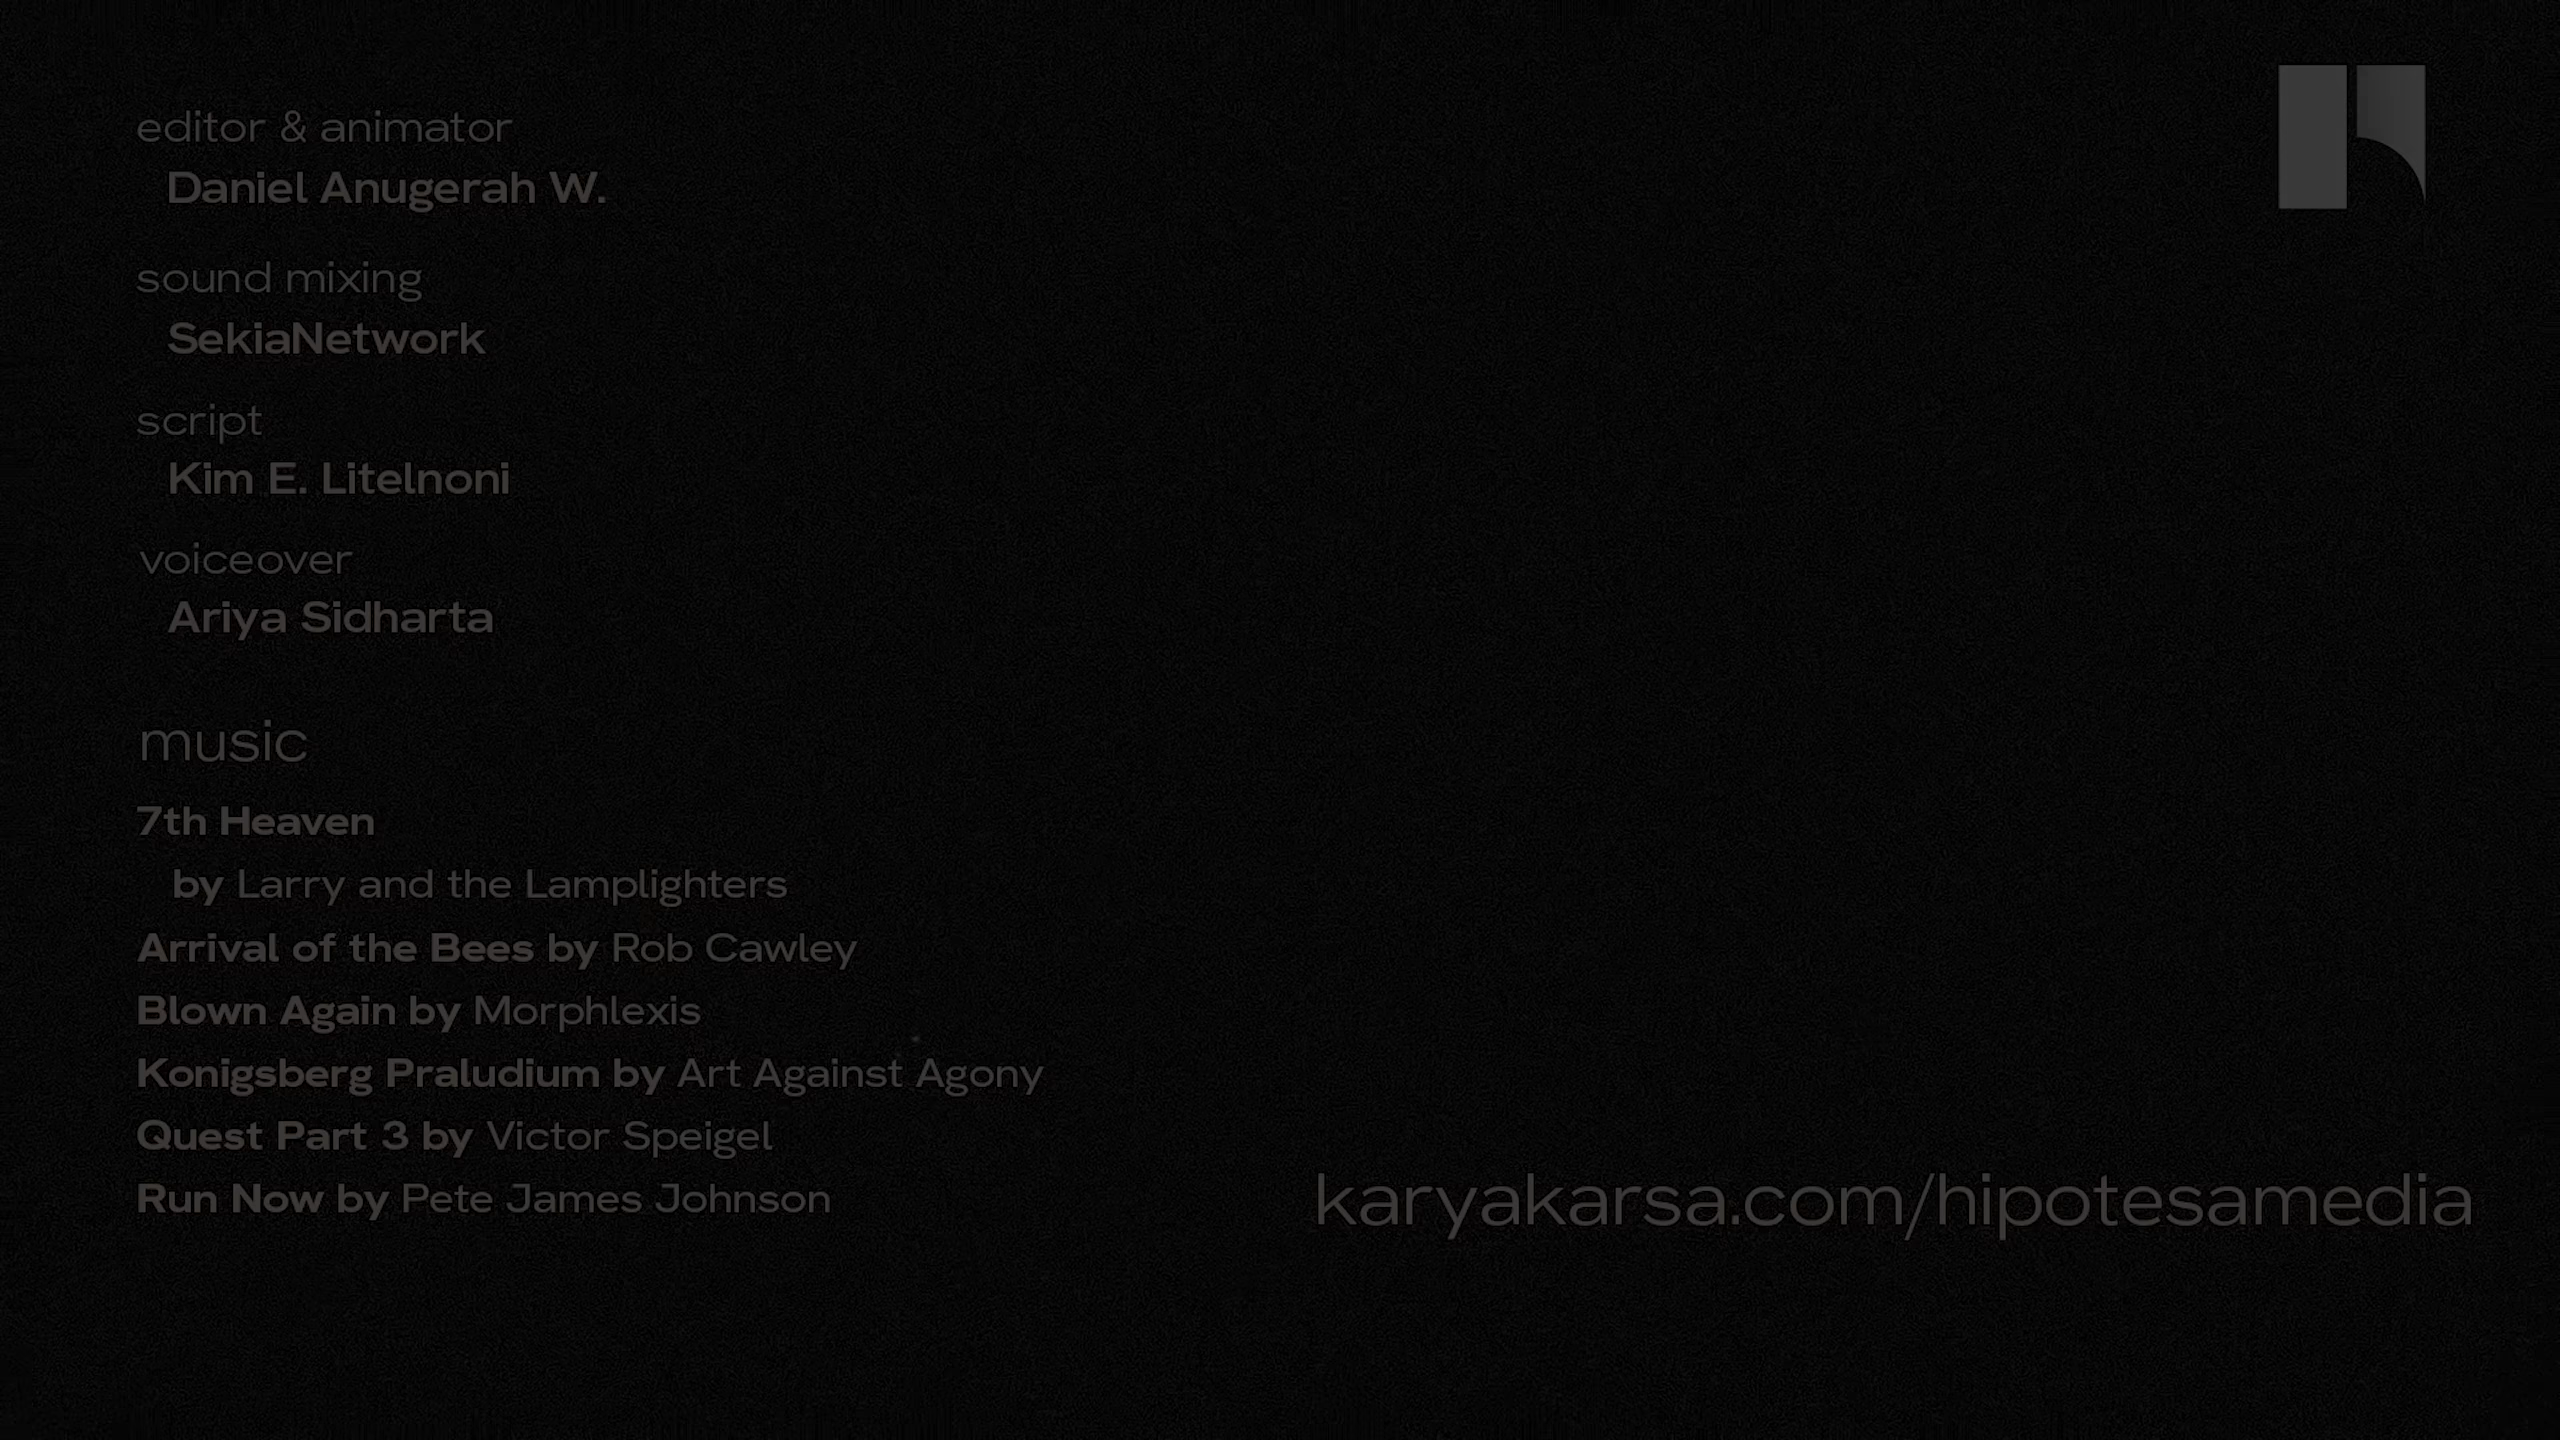 editor & animator
Daniel Anugerah W.
sound mixing
SekiaNetwork
script
Kim E. Litelnoni
voiceover
Ariya Sidharta
music
7th Heaven
by Larry and the Lamplighters
Arrival of the Bees by Rob Cawley
Blown Again by Morphlexis
Konigsberg Praludium by Art Against Agony
Quest Part 3 by Victor Speigel
Run Now by Pete James Johnson
karyakarsa.com/hipotesamedia